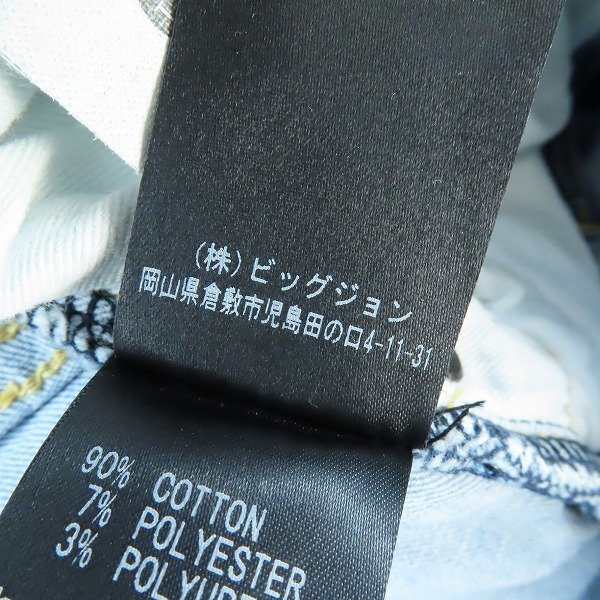 (株)ビッグジョン
岡山県倉敷市児島田の口4-11-31
90% COTTON
7% POLYESTER
3%